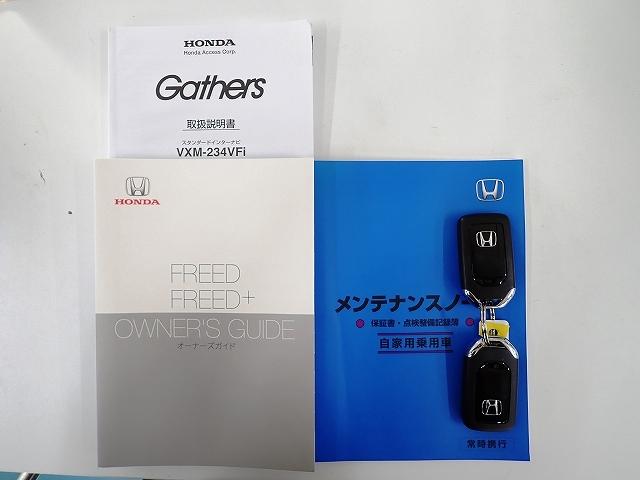 HONDA
Honda Access Corp.
Gathers
取扱説明書
スタンダードインターナビ
VXM-234VFi
HONDA
FREED
FREED+
OWNER'S GUIDE
オーナーズガイド
メンテナンスノー
保証書・点検整備記録簿
自家用乗用車
常時携行